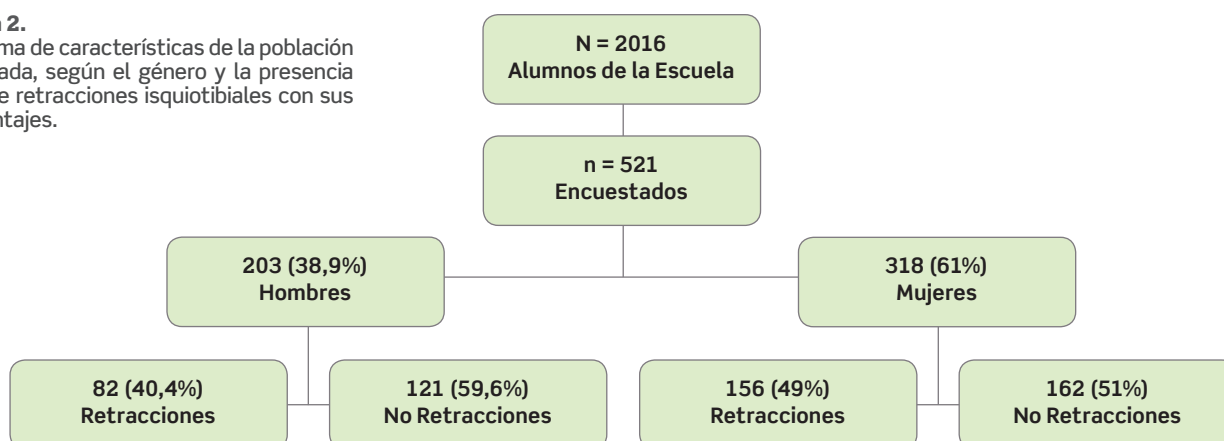 2.
ma de características de la población
ada, según el género y la presencia
e retracciones isquiotibiales con sus
ntajes.
N = 2016
Alumnos de la Escuela
n = 521
Encuestados
203 (38,9%)
Hombres
318 (61%)
Mujeres
82 (40,4%)
Retracciones
121 (59,6%)
No Retracciones
156 (49%)
Retracciones
162 (51%)
No Retracciones